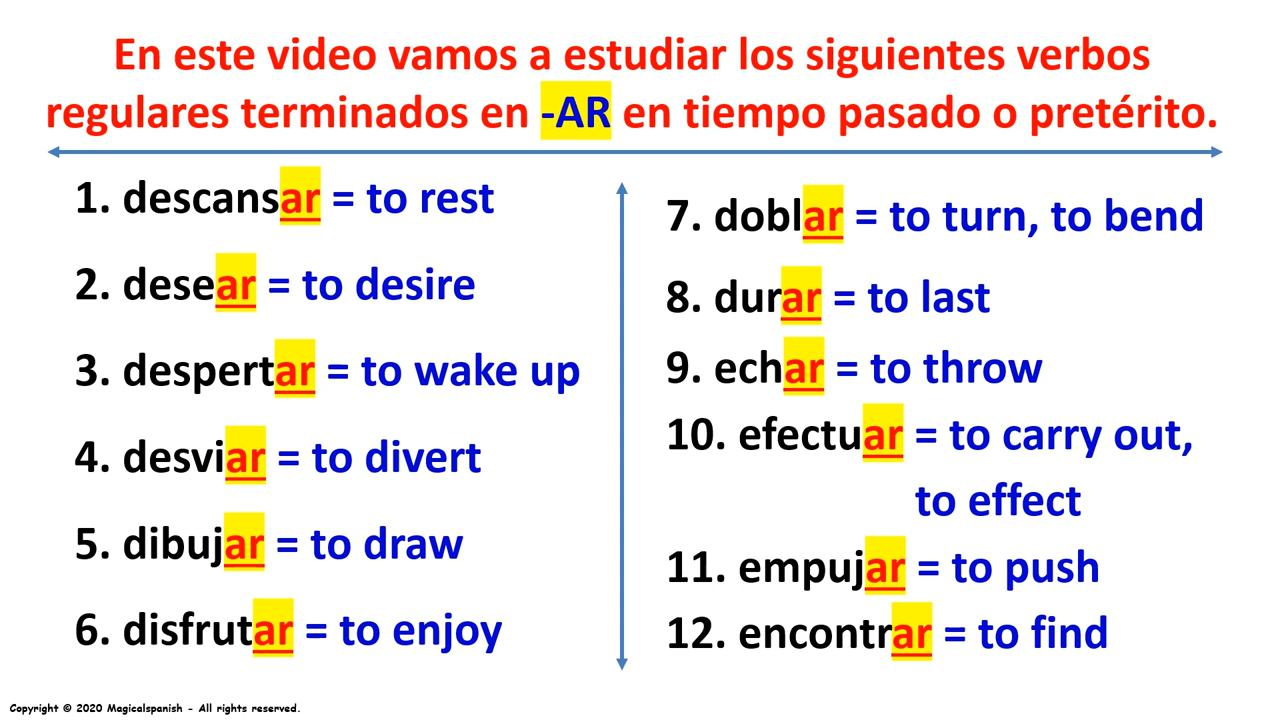 En este video vamos a estudiar los siguientes verbos
regulares terminados en -AR en tiempo pasado o pretérito.
1. descansar = to rest
2. desear = to desire
3. despertar = to wake up
4. desviar = to divert
5. dibujar = to draw
6. disfrutar = to enjoy
7. doblar = to turn, to bend
8. durar = to last
9. echar = to throw
10. efectuar = to carry out,
to effect
11. empujar = to push
12. encontrar = to find
Copyright © 2020 Magicalspanish - All rights reserved.